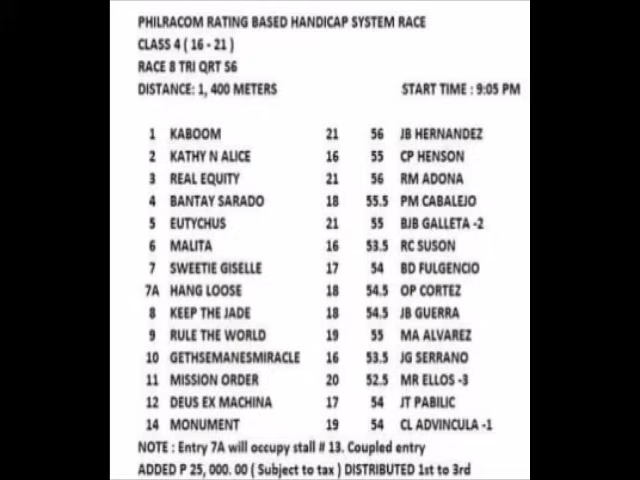 PHILRACOM RATING BASED HANDICAP SYSTEM RACE
CLASS 4 ( 16 - 21 )
RACE 8 TRI QRT S6
DISTANCE: 1, 400 METERS START TIME : 9:05 PM
1 KABOOM 21 56 JB HERNANDEZ
2 KATHY N ALICE 16 55 CP HENSON
3 REAL EQUITY 21 56 RM ADONA
4 BANTAY SARADO 18 55.5 PM CABALEJO
5 EUTYCHUS 21 55 BJB GALLETA -2
6 MALITA 16 53.5 RC SUSON
7 SWEETIE GISELLE 17 54 BD FULGENCIO
7A HANG LOOSE 18 54.5 OP CORTEZ
8 KEEP THE JADE 18 54.5 JB GUERRA
9 RULE THE WORLD 19 55 MA ALVAREZ
10 GETHSEMANESMIRACLE 16 53.5 JG SERRANO
11 MISSION ORDER 20 52.5 MR ELLOS -3
12 DEUS EX MACHINA 17 54 JT PABILIC
14 MONUMENT 19 54 CL ADVINCULA -1
NOTE : Entry 7A will occupy stall # 13. Coupled entry
ADDED P 25, 000. 00 ( Subject to tax ) DISTRIBUTED 1st to 3rd